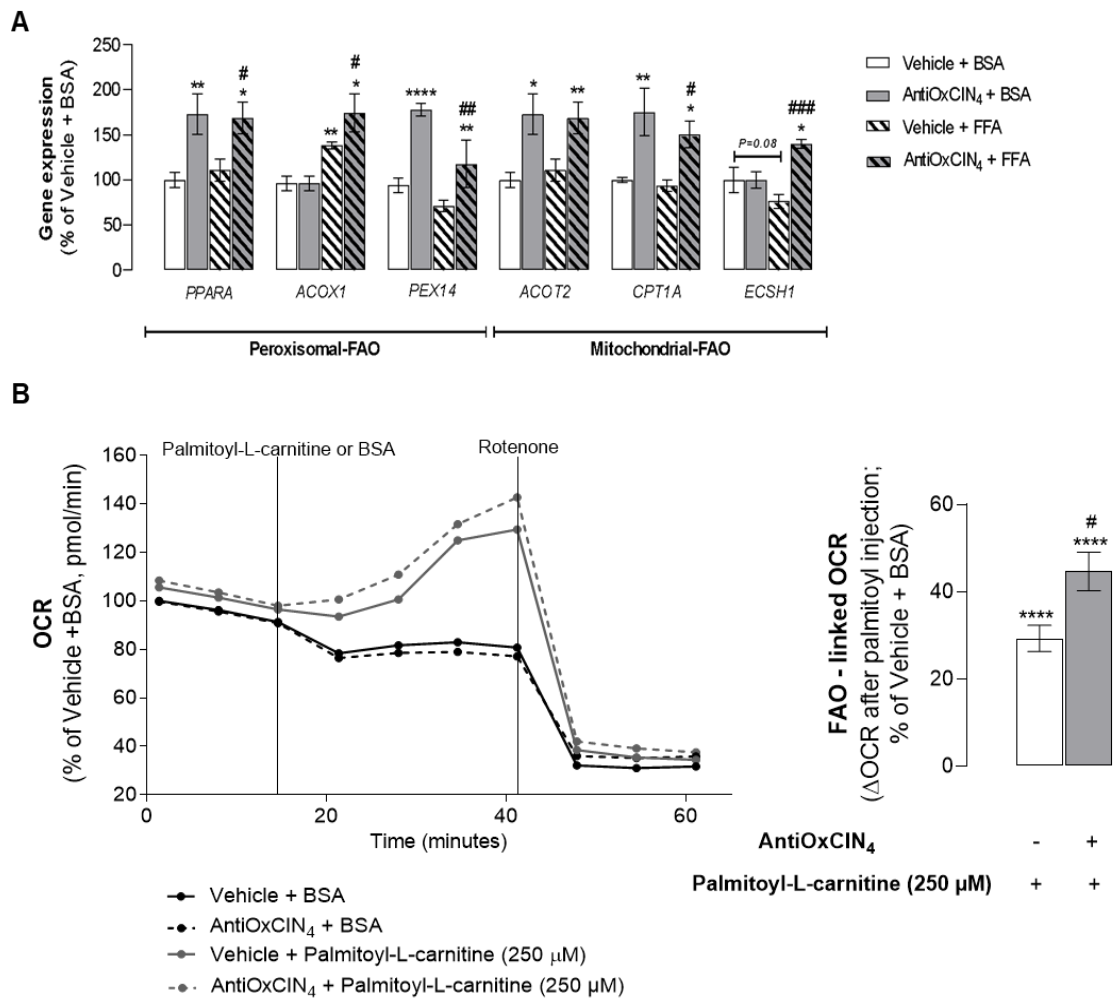 A
Gene expression
(% of Vehicle + BSA)
250
200
150
100
50
0
** # * ** # * **** ## ** * ** ** # * P=0.08 ### *
PPARA ACOX1 PEX14 ACOT2 CPT1A ECSH1
Peroxisomal-FAO Mitochondrial-FAO
Vehicle + BSA
AntiOxCIN4 + BSA
Vehicle + FFA
AntiOxCIN4 + FFA
B
Palmitoyl-L-carnitine or BSA Rotenone
OCR
(% of Vehicle +BSA, pmol/min)
160
140
120
100
80
60
40
20
0 20 40 60
Time (minutes)
Vehicle + BSA
AntiOxCIN4 + BSA
Vehicle + Palmitoyl-L-carnitine (250 μM)
AntiOxCIN4 + Palmitoyl-L-carnitine (250 μM)
FAO - linked OCR
(ΔOCR after palmitoyl injection;
% of Vehicle + BSA)
60
40
20
0
#
**** ****
AntiOxCIN4 - +
Palmitoyl-L-carnitine (250 μM) + +